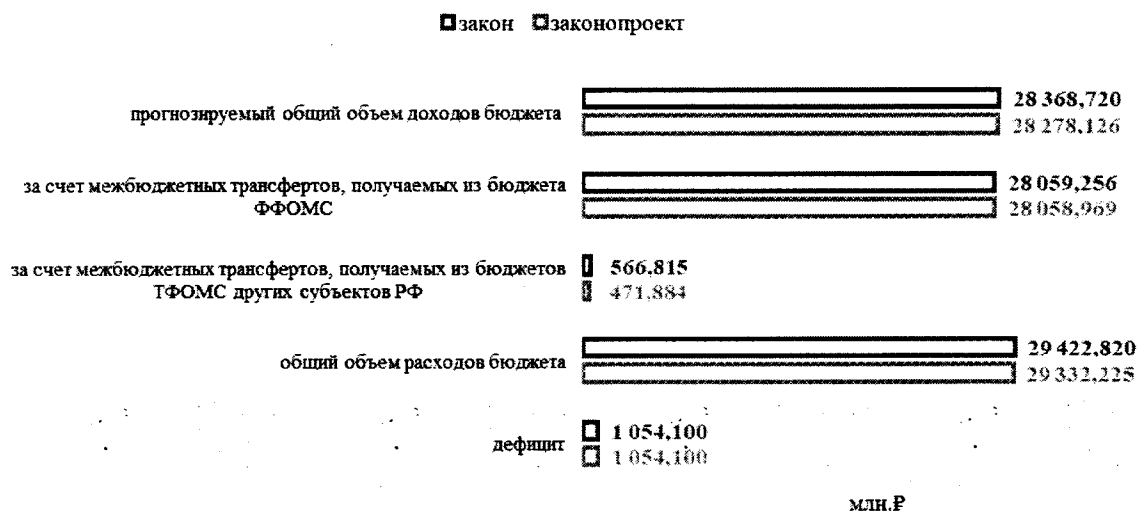 закон законопроект
прогнозируемый общий объем доходов бюджета
28 368,720
28 278,126
за счет межбюджетных трансфертов, получаемых из бюджета
ФФОМС
28 059,256
28 058,969
за счет межбюджетных трансфертов, получаемых из бюджетов
ТФОМС других субъектов РФ
566,815
471,884
общий объем расходов бюджета
29 422,820
29 332,225
дефицит
1 054,100
1 054,100
млн.₽